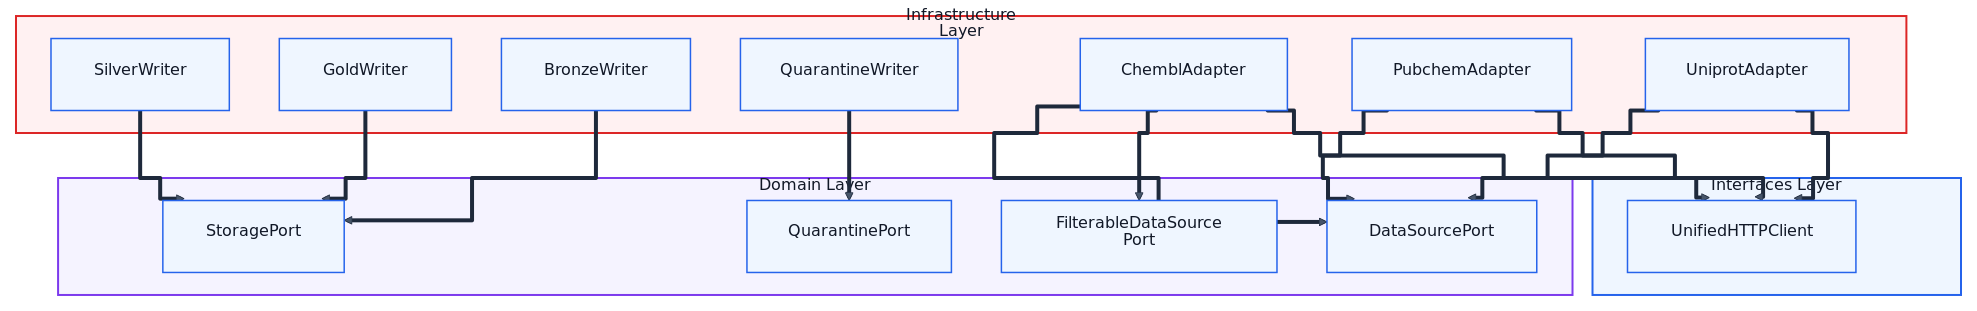 Infrastructure
Layer
SilverWriter
GoldWriter
BronzeWriter
QuarantineWriter
ChemblAdapter
PubchemAdapter
UniprotAdapter
Domain Layer
Interfaces Layer
StoragePort
QuarantinePort
FilterableDataSource
Port
DataSourcePort
UnifiedHTTPClient